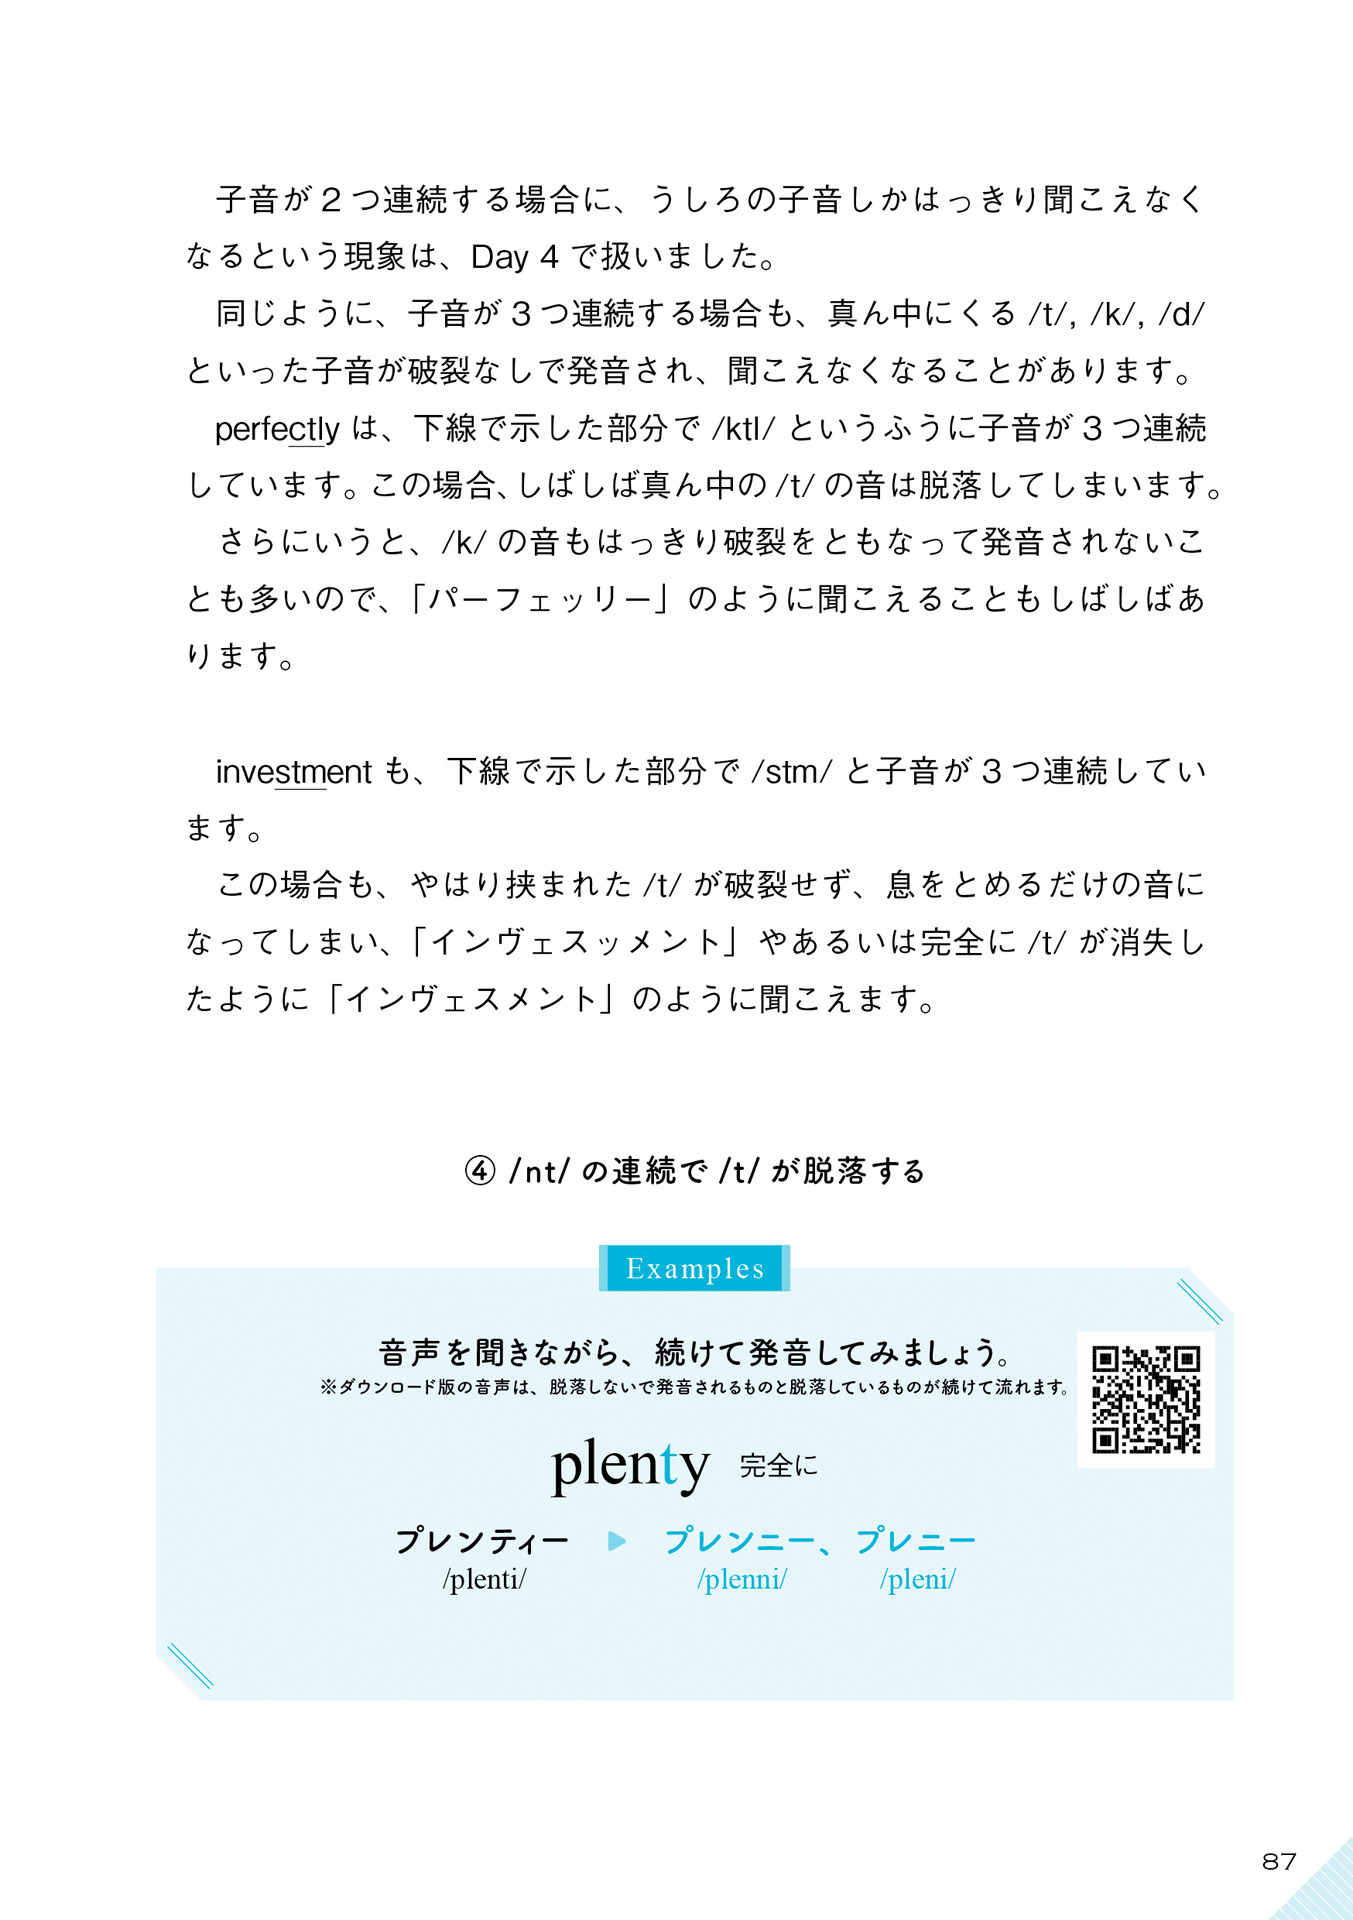 子音が 2 つ連続する場合に、うしろの子音しかはっきり聞こえなく
なるという現象は、Day 4 で扱いました。
同じように、子音が 3 つ連続する場合も、真ん中にくる /t/, /k/, /d/
といった子音が破裂なしで発音され、聞こえなくなることがあります。
perfectly は、下線で示した部分で /ktl/ というふうに子音が 3 つ連続
しています。この場合、しばしば真ん中の /t/ の音は脱落してしまいます。
さらにいうと、/k/ の音もはっきり破裂をともなって発音されないこ
とも多いので、「パーフェッリー」のように聞こえることもしばしばあ
ります。
investment も、下線で示した部分で /stm/ と子音が 3 つ連続してい
ます。
この場合も、やはり挟まれた /t/ が破裂せず、息をとめるだけの音に
なってしまい、「インヴェスッメント」やあるいは完全に /t/ が消失し
たように「インヴェスメント」のように聞こえます。
④ /nt/ の連続で /t/ が脱落する
Examples
音声を聞きながら、続けて発音してみましょう。
※ダウンロード版の音声は、脱落しないで発音されるものと脱落しているものが続けて流れます。
plenty 完全に
プレンティー ▶ プレンニー、プレニー
/plenti/ /plenni/ /pleni/
87